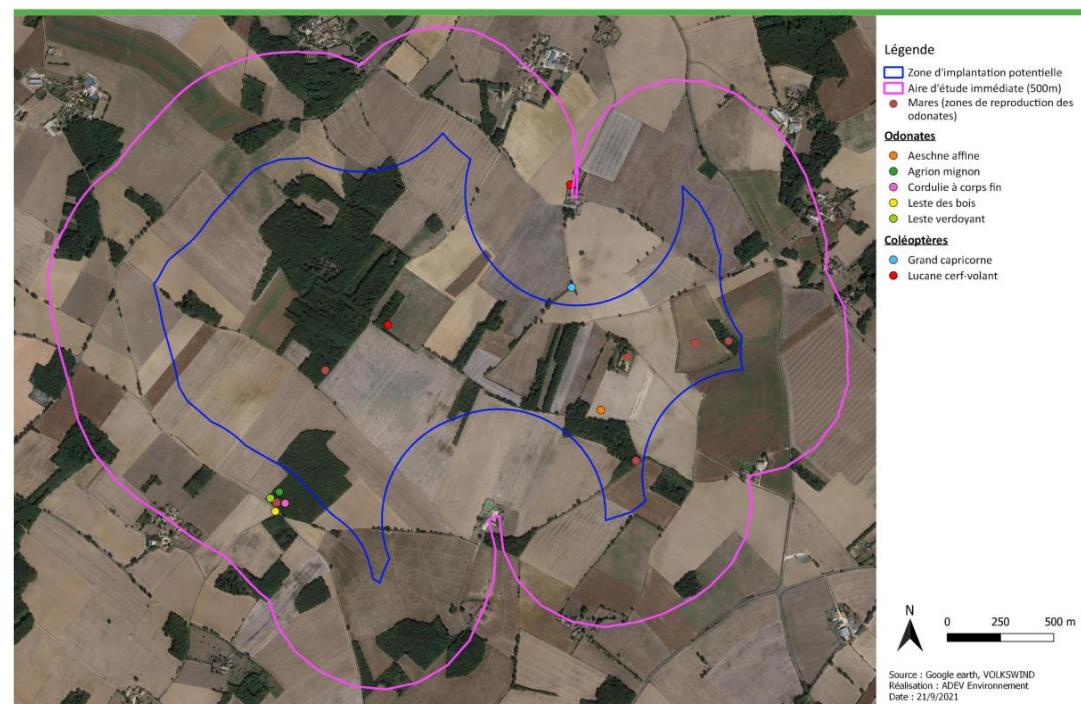 Légende
Zone d'implantation potentielle
Aire d'étude immédiate (500m)
Mares (zones de reproduction des
odonates)
Odonates
Aeschne affine
Agrion mignon
Cordulie à corps fin
Leste des bois
Leste verdoyant
Coléoptères
Grand capricorne
Lucane cerf-volant
N
0 250 500 m
Source : Google earth, VOLKSWIND
Réalisation : ADEV Environnement
Date : 21/9/2021